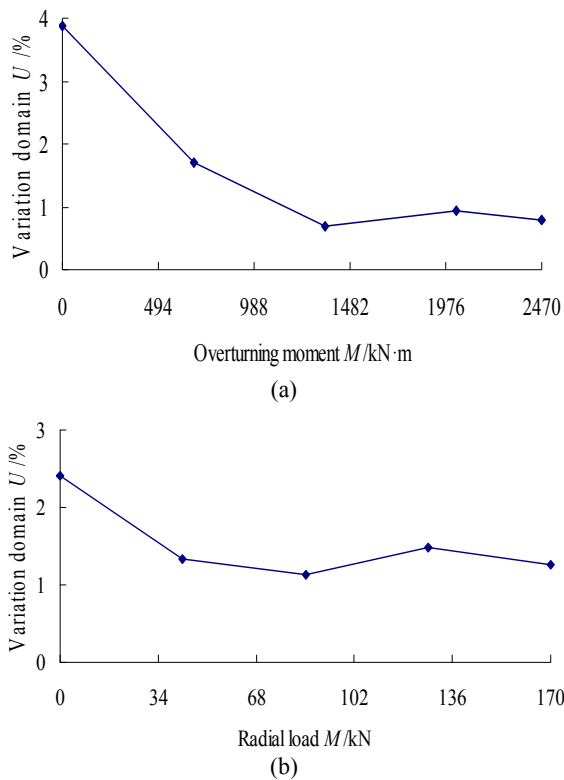 Variation domain U /%
4
3
2
1
0
0 494 988 1482 1976 2470
Overturning moment M/kN·m
(a)
Variation domain U /%
3
2
1
0
0 34 68 102 136 170
Radial load M/kN
(b)